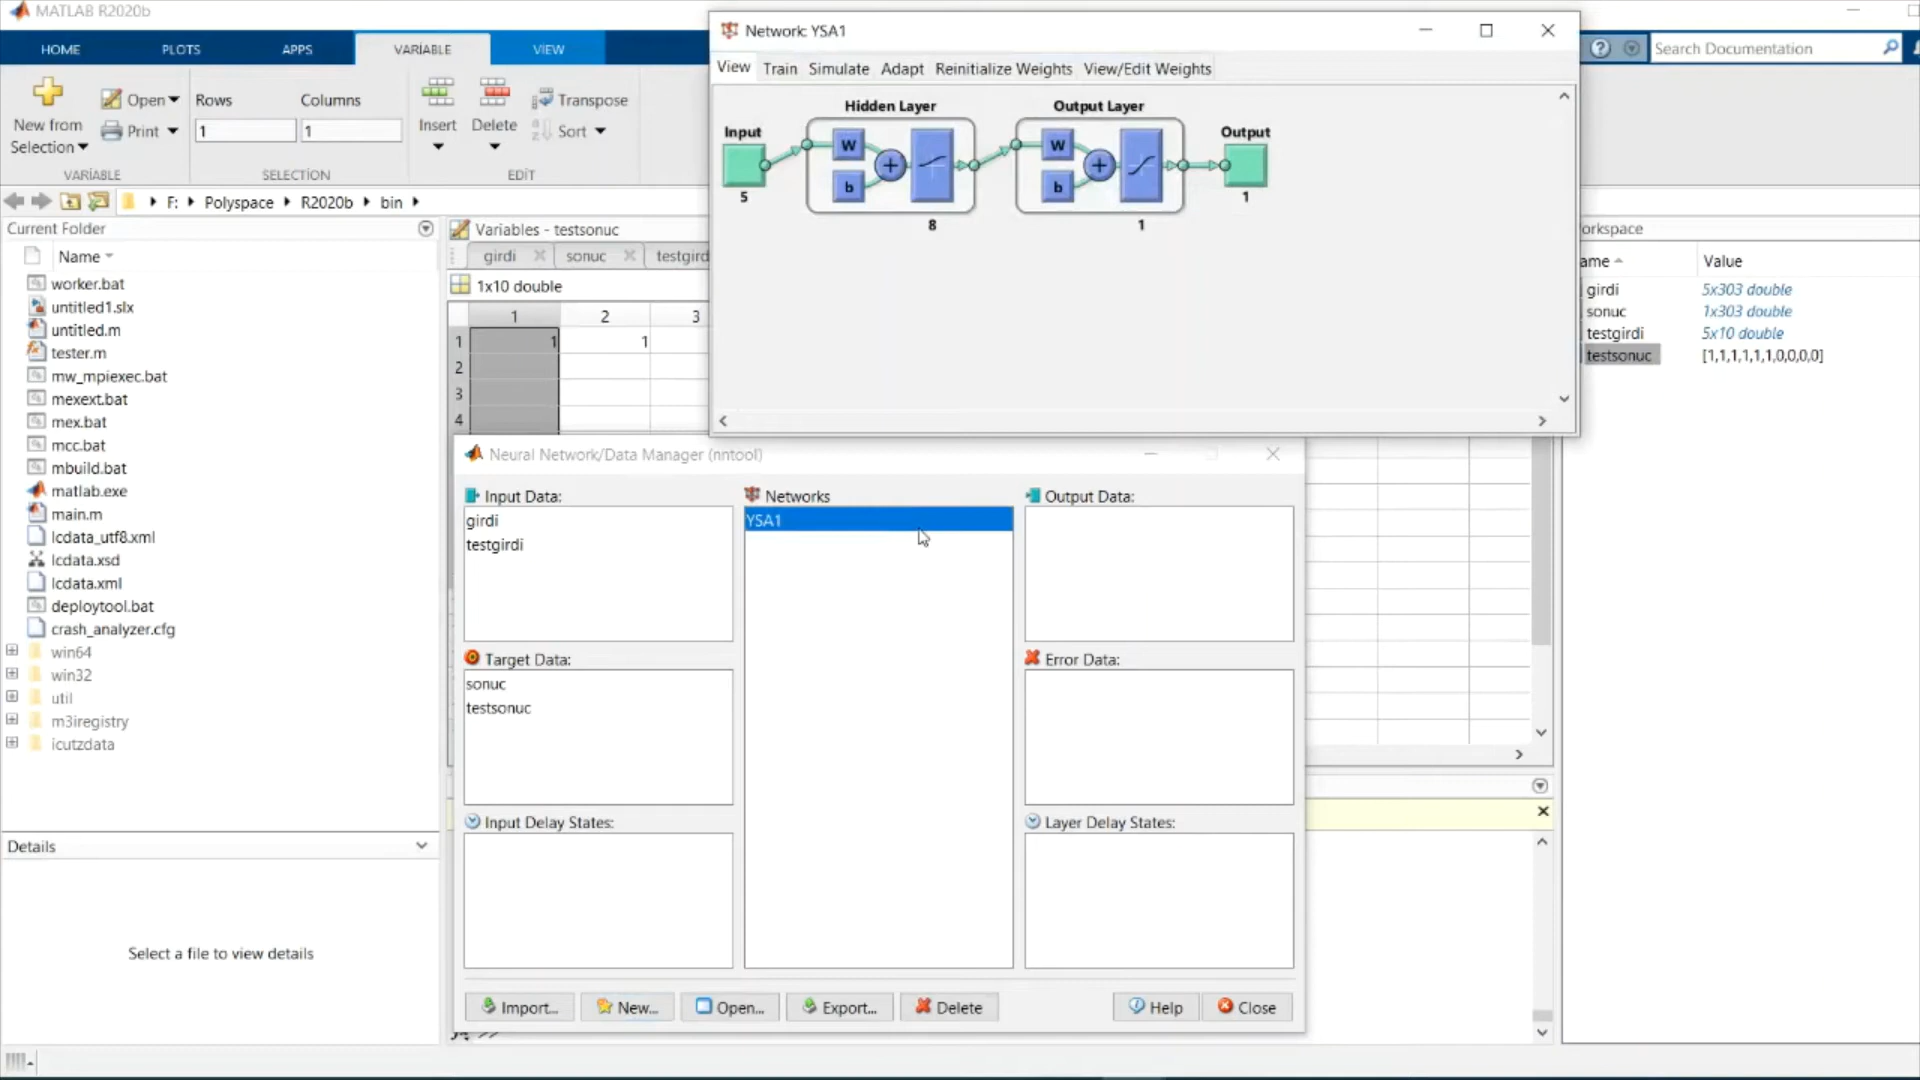 MATLAB R2020b
HOME
PLOTS
APPS
VARİABLE
VIEW
Search Documentation
New from
Selection
Open
Print
Rows
Columns
1
1
Insert
Delete
Transpose
Sort
VARİABLE
SELECTION
EDİT
F: Polyspace R2020b bin
Current Folder
Name
worker.bat
untitled1.slx
untitled.m
tester.m
mw_mpiexec.bat
mexext.bat
mex.bat
mcc.bat
mbuild.bat
matlab.exe
main.m
lcdata_utf8.xml
lcdata.xsd
lcdata.xml
deploytool.bat
crash_analyzer.cfg
win64
win32
util
m3iregistry
icutzdata
Details
Select a file to view details
Variables - testsonuc
girdi
sonuc
testgird
1x10 double
1 2 3
1 1 1
2
3
4
Network: YSA1
View Train Simulate Adapt Reinitialize Weights View/Edit Weights
Hidden Layer
Output Layer
Input
Output
W
b
+
W
b
+
5
8
1
1
orkspace
ame
Value
girdi 5x303 double
sonuc 1x303 double
testgirdi 5x10 double
testsonuc [1,1,1,1,1,1,0,0,0,0]
Neural Network/Data Manager (nntool)
Input Data:
girdi
testgirdi
Target Data:
sonuc
testsonuc
Input Delay States:
Networks
YSA1
Output Data:
Error Data:
Layer Delay States:
Import...
New...
Open...
Export...
Delete
Help
Close
>>